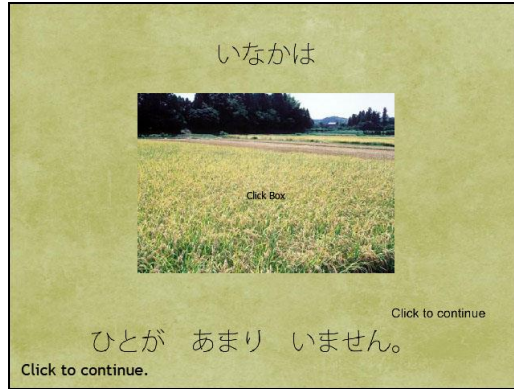 いなかは
Click Box
Click to continue
ひとが　あまり　いません。
Click to continue.